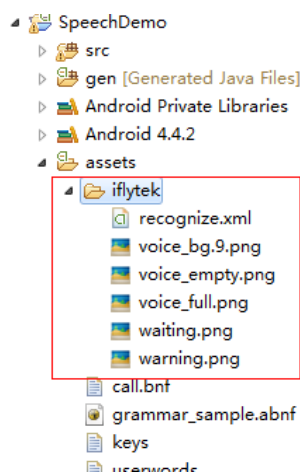 SpeechDemo
src
gen [Generated Java Files]
Android Private Libraries
Android 4.4.2
assets
iflytek
recognize.xml
voice_bg.9.png
voice_empty.png
voice_full.png
waiting.png
warning.png
call.bnf
grammar_sample.abnf
keys
userwords